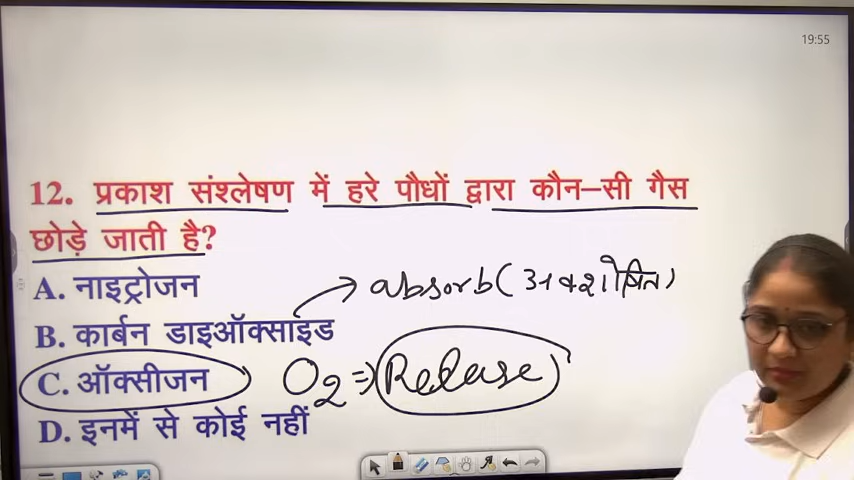 19:55
12. प्रकाश संश्लेषण में हरे पौधों द्वारा कौन–सी गैस
छोड़े जाती है?
A. नाइट्रोजन
absorb (अवशोषित)
B. कार्बन डाइऑक्साइड
C. ऑक्सीजन O2 ⇒ Release
D. इनमें से कोई नहीं